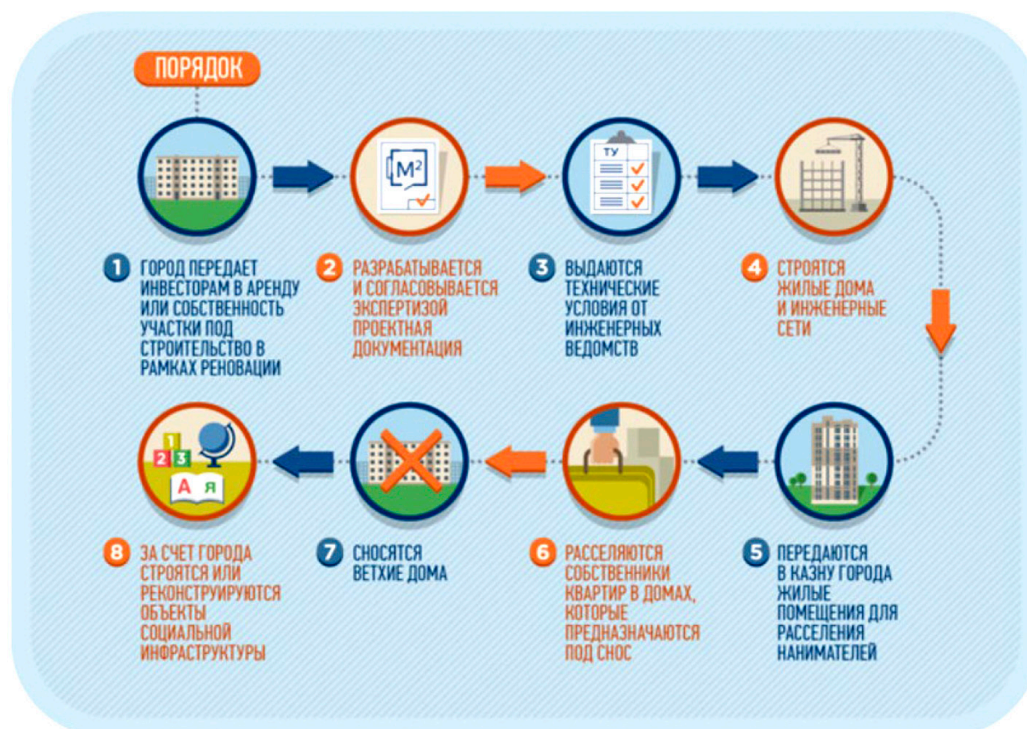 ПОРЯДОК
М²
ТУ
1 ГОРОД ПЕРЕДАЕТ
ИНВЕСТОРАМ В АРЕНДУ
ИЛИ СОБСТВЕННОСТЬ
УЧАСТКИ ПОД
СТРОИТЕЛЬСТВО В
РАМКАХ РЕНОВАЦИИ
2 РАЗРАБАТЫВАЕТСЯ
И СОГЛАСОВЫВАЕТСЯ
ЭКСПЕРТИЗОЙ
ПРОЕКТНАЯ
ДОКУМЕНТАЦИЯ
3 ВЫДАЮТСЯ
ТЕХНИЧЕСКИЕ
УСЛОВИЯ ОТ
ИНЖЕНЕРНЫХ
ВЕДОМСТВ
4 СТРОЯТСЯ
ЖИЛЫЕ ДОМА
И ИНЖЕНЕРНЫЕ
СЕТИ
5 ПЕРЕДАЮТСЯ
В КАЗНУ ГОРОДА
ЖИЛЫЕ
ПОМЕЩЕНИЯ ДЛЯ
РАССЕЛЕНИЯ
НАНИМАТЕЛЕЙ
6 РАССЕЛЯЮТСЯ
СОБСТВЕННИКИ
КВАРТИР В ДОМАХ,
КОТОРЫЕ
ПРЕДНАЗНАЧАЮТСЯ
ПОД СНОС
7 СНОСЯТСЯ
ВЕТХИЕ ДОМА
1
2 3
А Я
8 ЗА СЧЕТ ГОРОДА
СТРОЯТСЯ ИЛИ
РЕКОНСТРУИРУЮТСЯ
ОБЪЕКТЫ
СОЦИАЛЬНОЙ
ИНФРАСТРУКТУРЫ